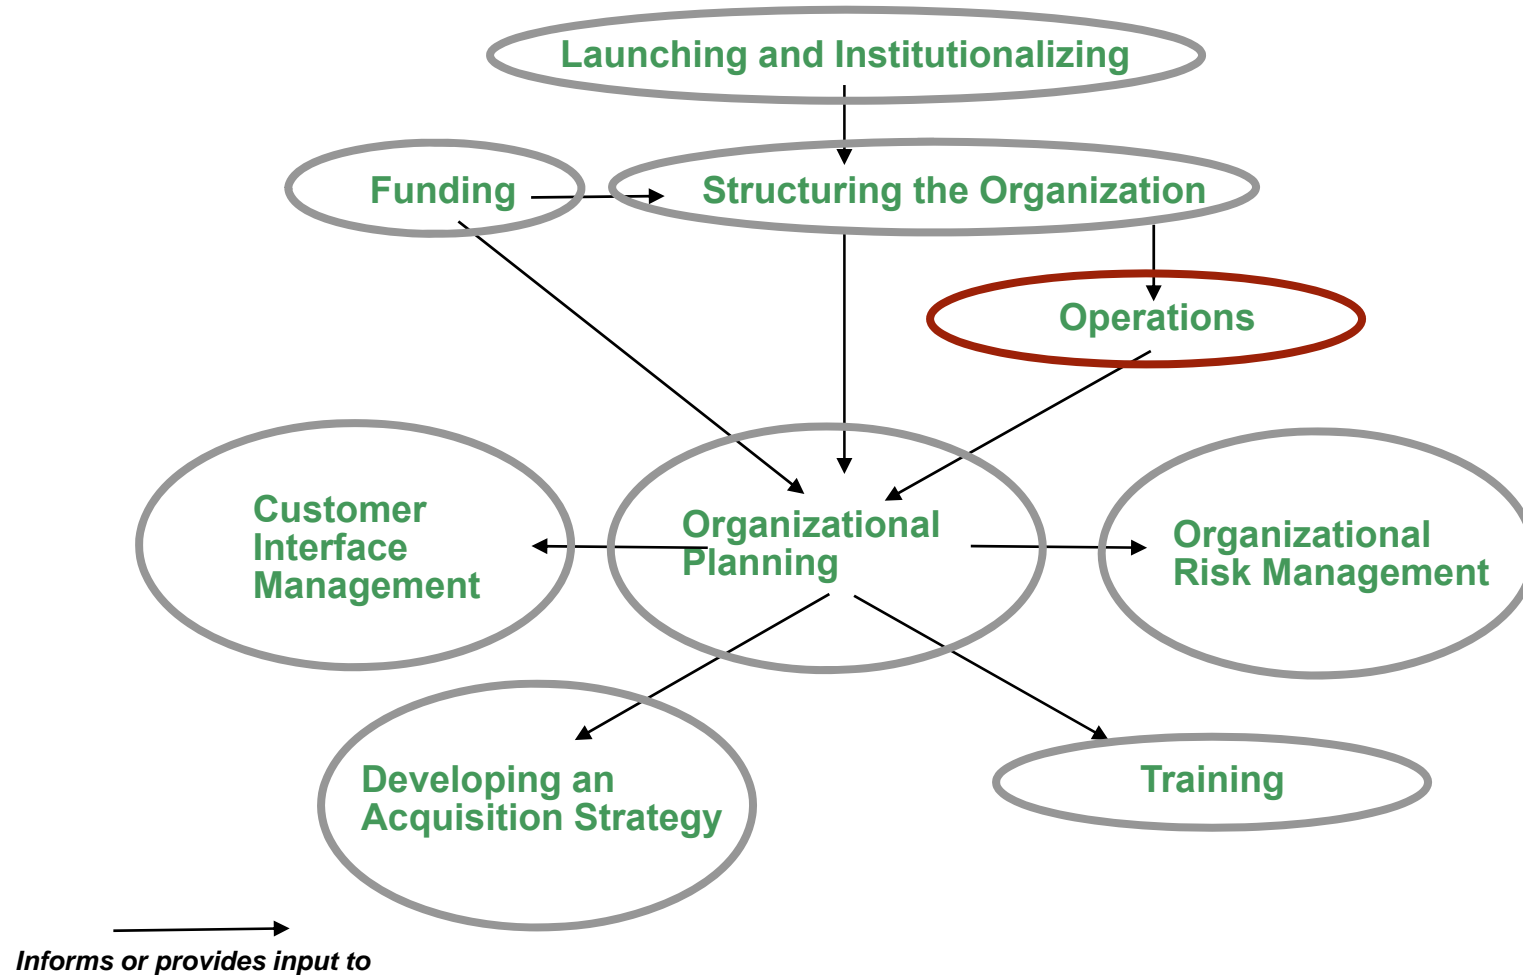 Launching and Institutionalizing
Funding
Structuring the Organization
Operations
Customer
Interface
Management
Organizational
Planning
Organizational
Risk Management
Developing an
Acquisition Strategy
Training
Informs or provides input to